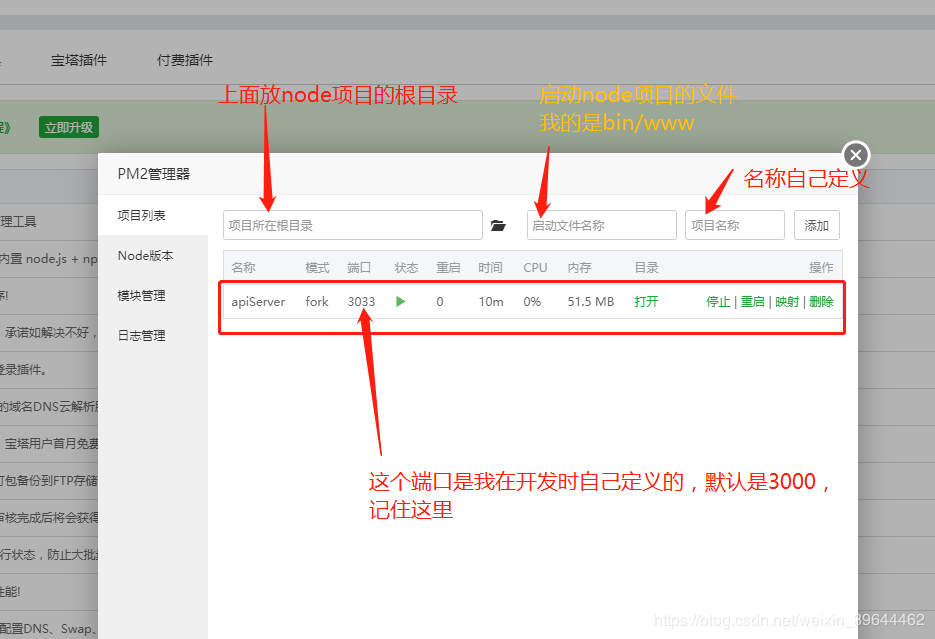 宝塔插件 付费插件
上面放node项目的根目录
启动node项目的文件
我的是bin/www
立即升级
PM2管理器
名称自己定义
项目列表
项目所在根目录 启动文件名称 项目名称 添加
理工具
Node版本
内置 node.js + np
名称 模式 端口 状态 重启 时间 CPU 内存 目录 操作
模块管理
apiServer fork 3033 0 10m 0% 51.5 MB 打开 停止 | 重启 | 映射 | 删除
日志管理
承诺如解决不好，
登录插件。
的域名DNS云解析
宝塔用户首月免费
打包备份到FTP存储
这个端口是我在开发时自己定义的，默认是3000，
记住这里
审核完成后将会获得
行状态，防止大批
性能!
配置DNS、Swap、
https://blog.csdn.net/weixin_39644462